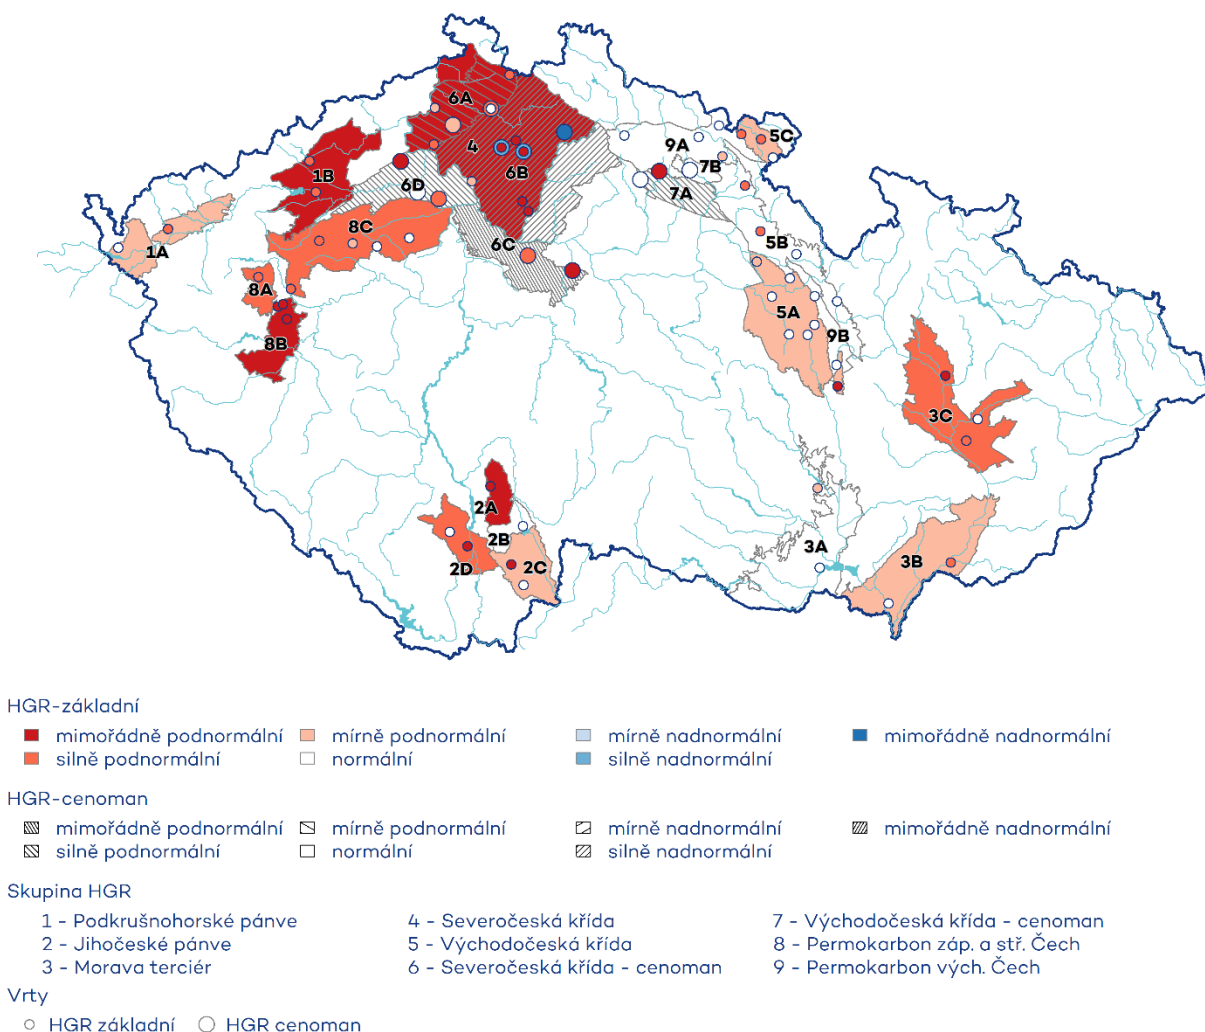 6A
5C
4
9A
7B
6B
1B
6D
7A
8C
5B
1A
6C
8A
5A
8B
9B
3C
2A
2B
3A
2D
2C
3B
HGR-základní
mimořádně podnormální mírně podnormální mírně nadnormální mimořádně nadnormální
silně podnormální normální silně nadnormální
HGR-cenoman
mimořádně podnormální mírně podnormální mírně nadnormální mimořádně nadnormální
silně podnormální normální silně nadnormální
Skupina HGR
1 - Podkrušnohorské pánve 4 - Severočeská křída 7 - Východočeská křída - cenoman
2 - Jihočeské pánve 5 - Východočeská křída 8 - Permokarbon záp. a stř. Čech
3 - Morava terciér 6 - Severočeská křída - cenoman 9 - Permokarbon vých. Čech
Vrty
HGR základní HGR cenoman